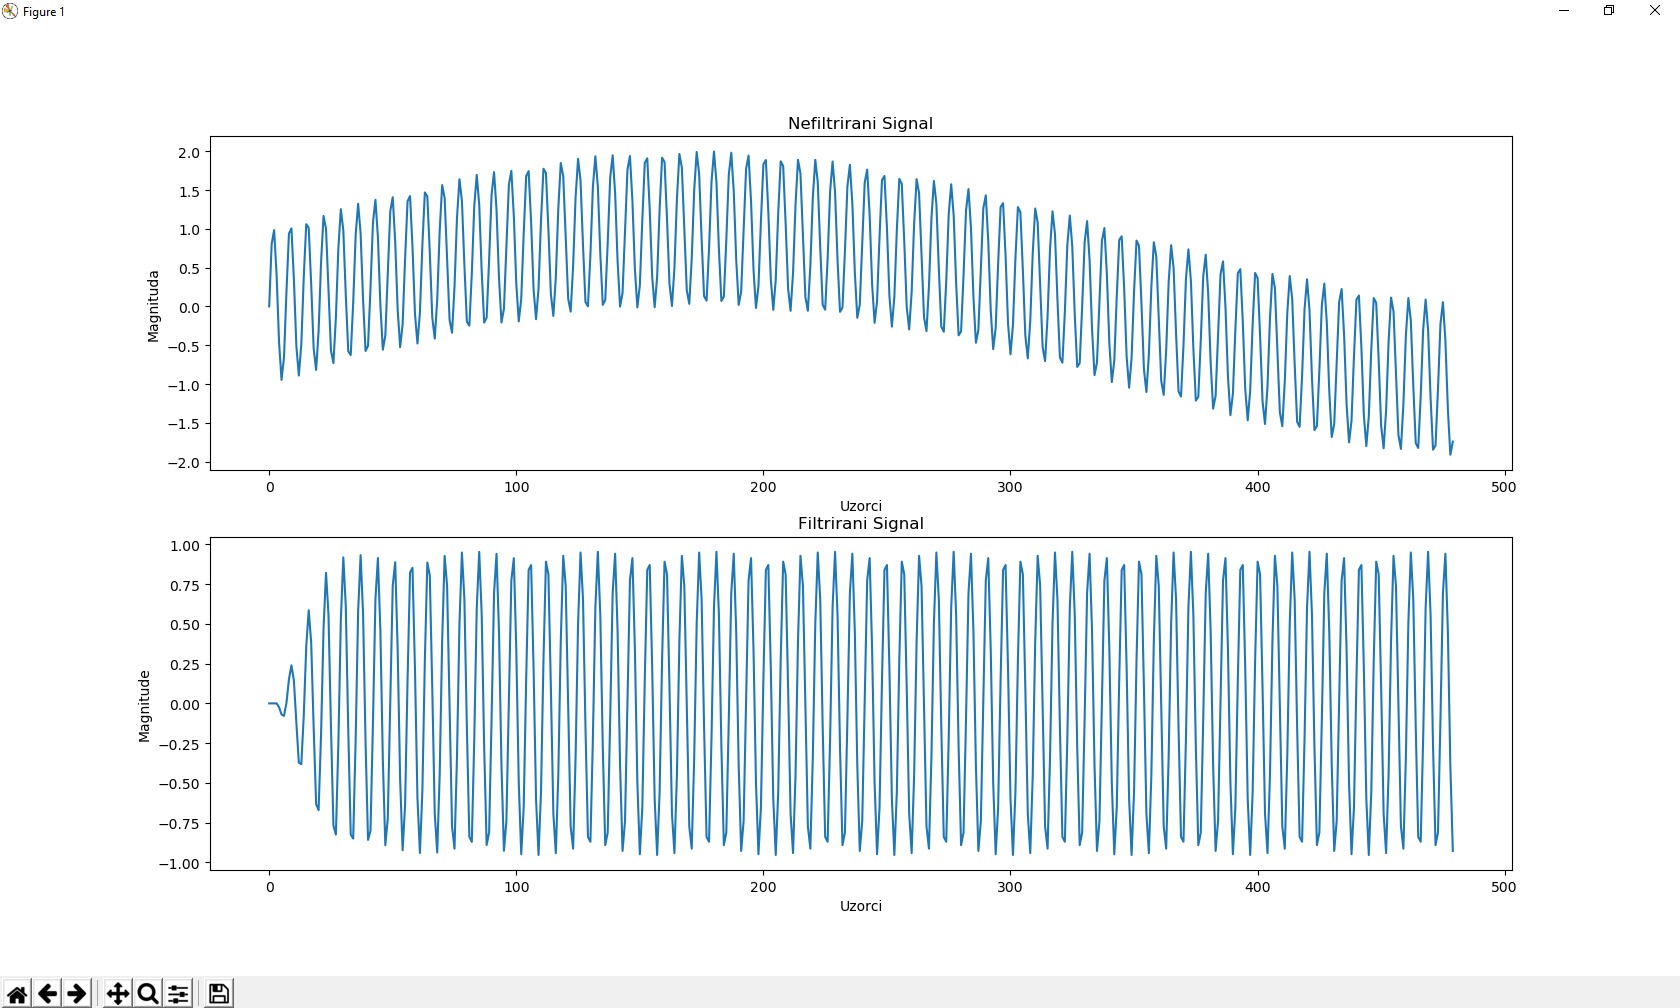 Figure 1
Nefiltrirani Signal
Magnituda
2.0
1.5
1.0
0.5
0.0
−0.5
−1.0
−1.5
−2.0
0 100 200 300 400 500
Uzorci
Filtrirani Signal
Magnitude
1.00
0.75
0.50
0.25
0.00
−0.25
−0.50
−0.75
−1.00
0 100 200 300 400 500
Uzorci